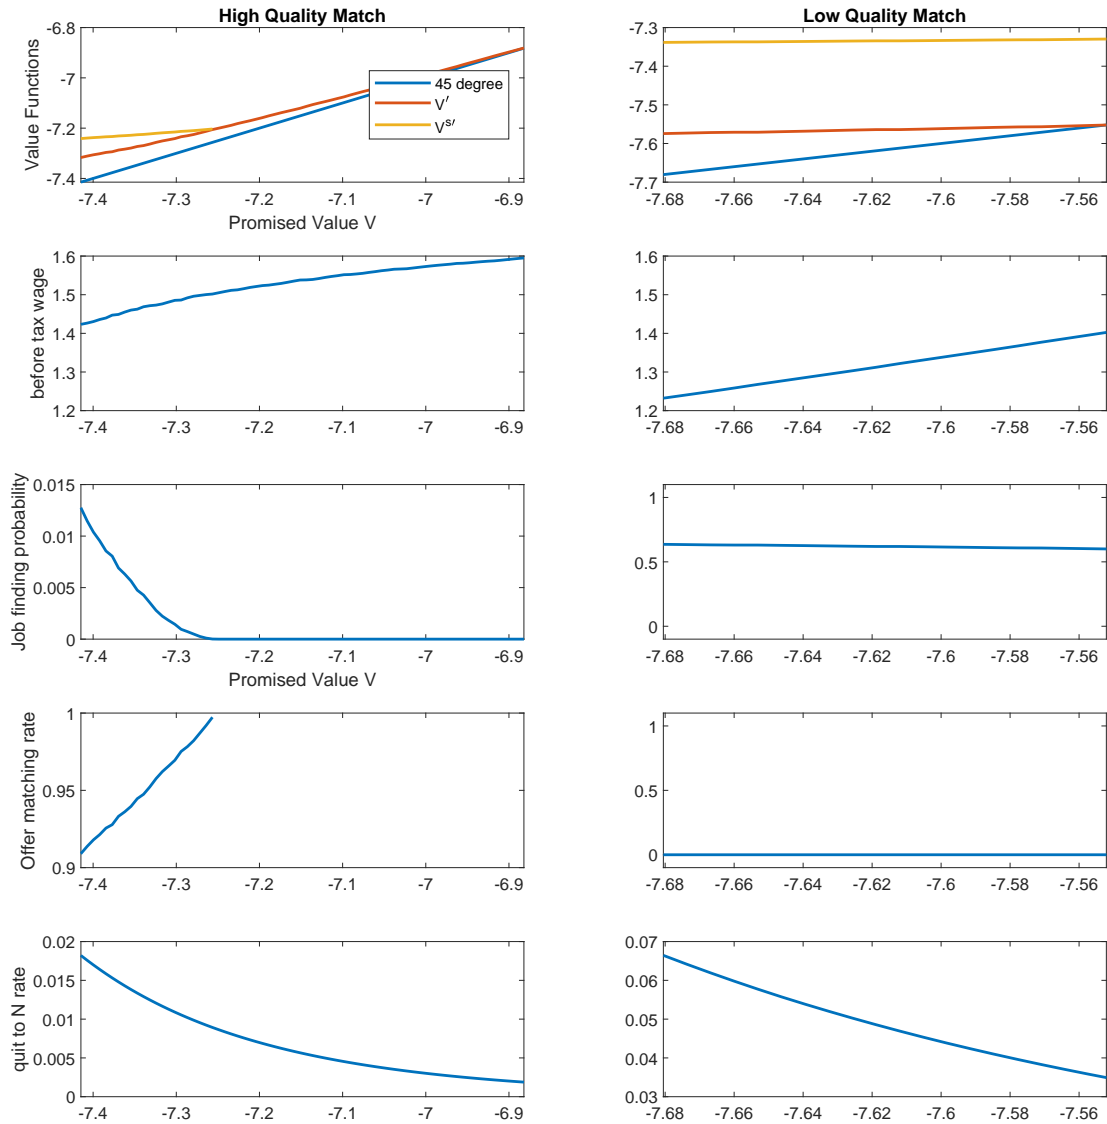 High Quality Match
Low Quality Match
Value Functions
-6.8
-7
-7.2
-7.4
45 degree
V′
V^s′
-7.4 -7.3 -7.2 -7.1 -7 -6.9
Promised Value V
-7.3
-7.4
-7.5
-7.6
-7.7
-7.68 -7.66 -7.64 -7.62 -7.6 -7.58 -7.56
before tax wage
1.6
1.5
1.4
1.3
1.2
-7.4 -7.3 -7.2 -7.1 -7 -6.9
1.6
1.5
1.4
1.3
1.2
-7.68 -7.66 -7.64 -7.62 -7.6 -7.58 -7.56
Job finding probability
0.015
0.01
0.005
0
-7.4 -7.3 -7.2 -7.1 -7 -6.9
Promised Value V
1
0.5
0
-7.68 -7.66 -7.64 -7.62 -7.6 -7.58 -7.56
Offer matching rate
1
0.95
0.9
-7.4 -7.3 -7.2 -7.1 -7 -6.9
1
0.5
0
-7.68 -7.66 -7.64 -7.62 -7.6 -7.58 -7.56
quit to N rate
0.02
0.015
0.01
0.005
0
-7.4 -7.3 -7.2 -7.1 -7 -6.9
0.07
0.06
0.05
0.04
0.03
-7.68 -7.66 -7.64 -7.62 -7.6 -7.58 -7.56